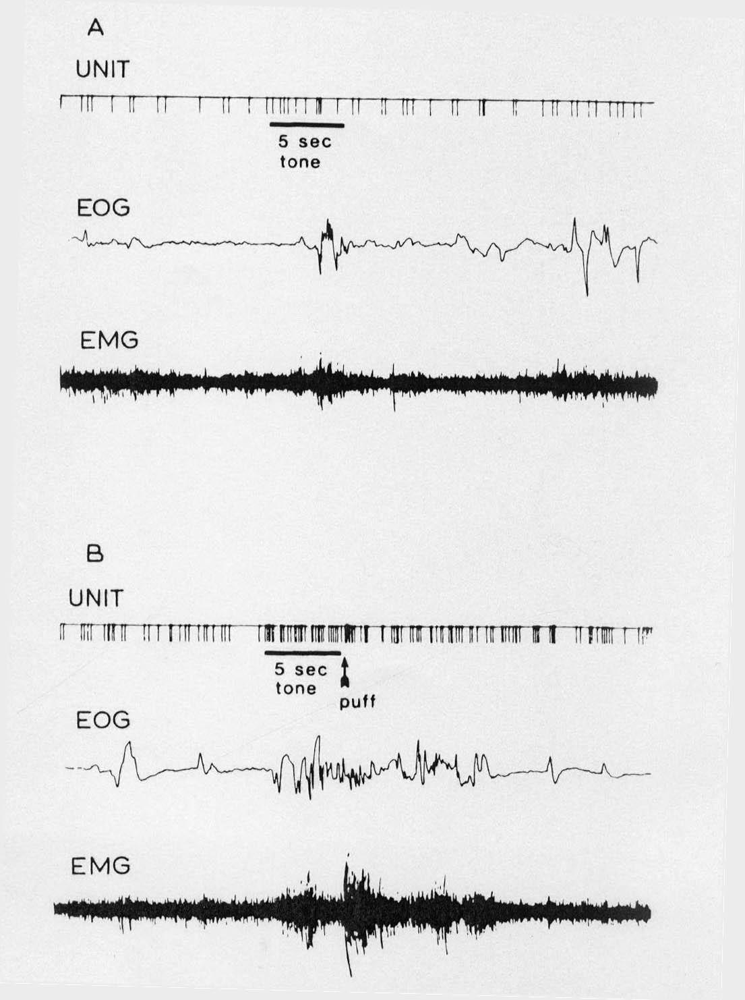 A
UNIT
5 sec
tone
EOG
EMG
B
UNIT
5 sec
tone
puff
EOG
EMG